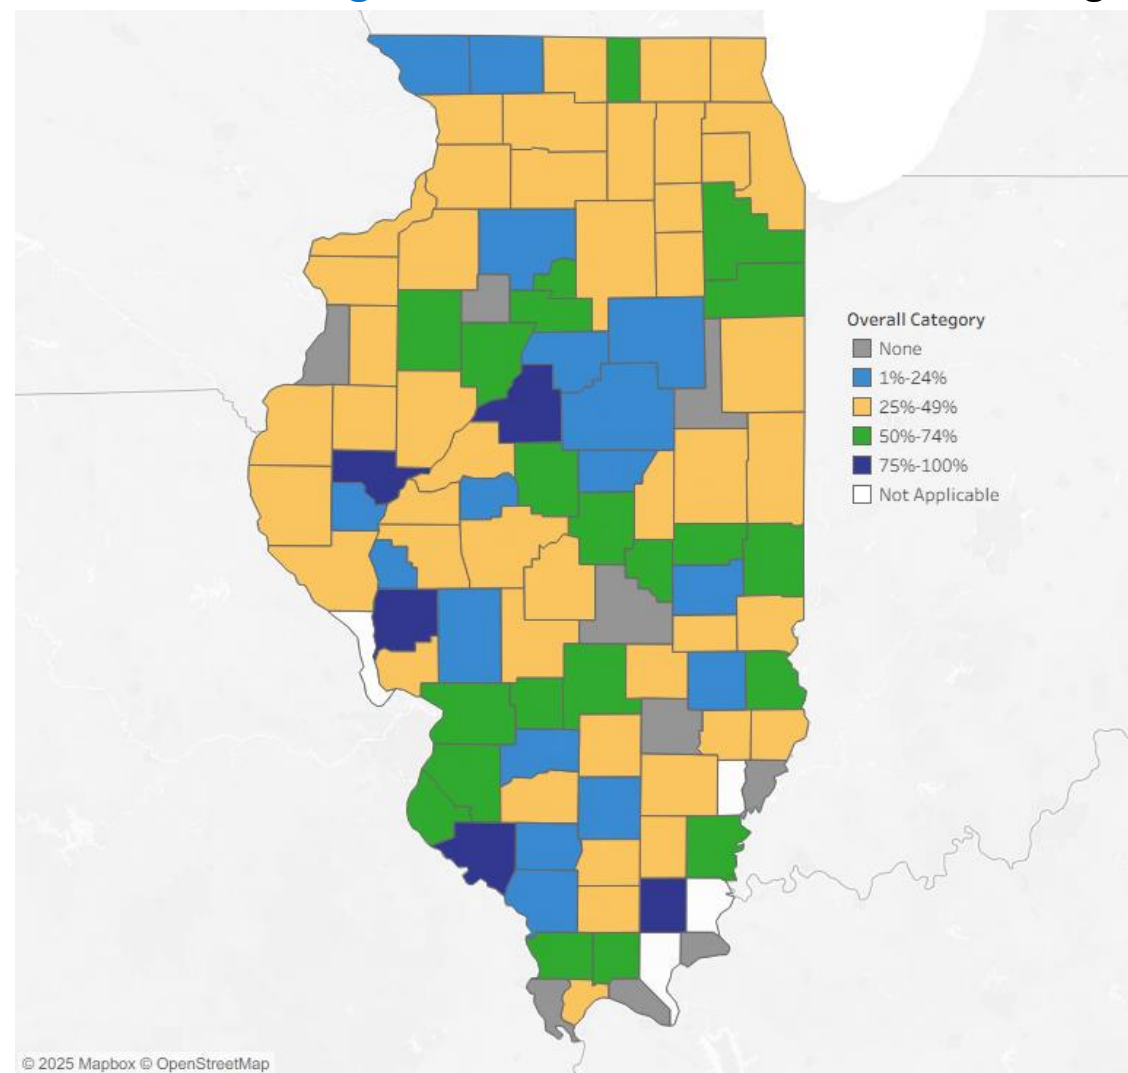 Overall Category
None
1%-24%
25%-49%
50%-74%
75%-100%
Not Applicable
© 2025 Mapbox © OpenStreetMap